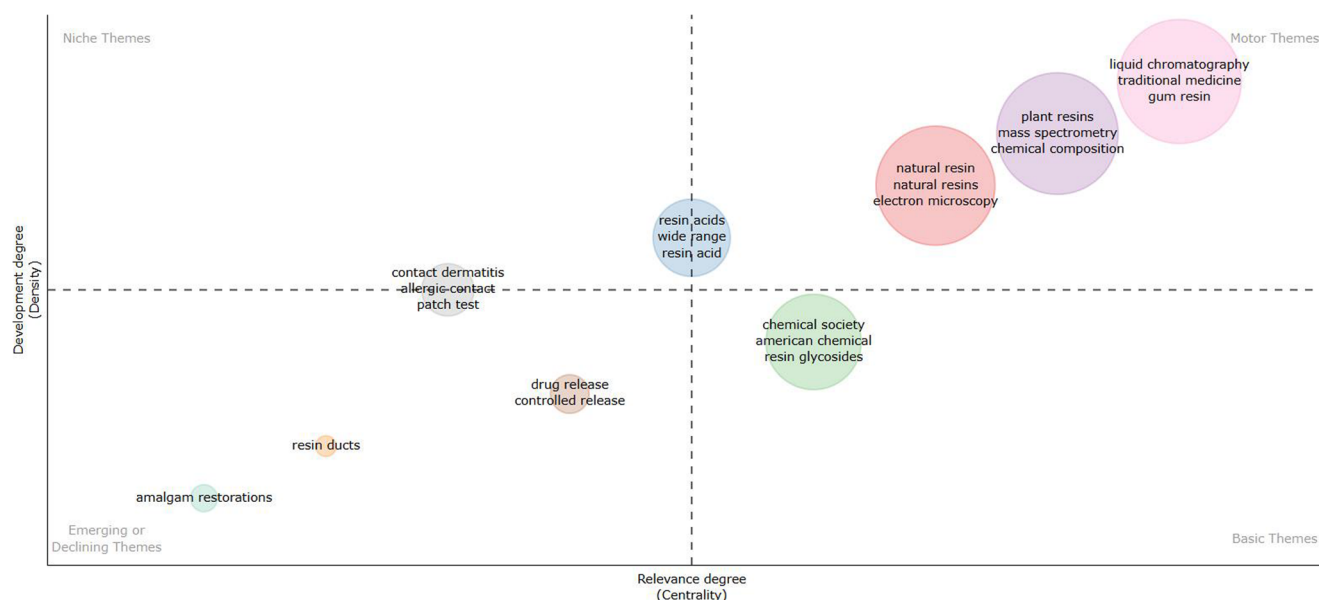 Niche Themes
Motor Themes
liquid chromatography
traditional medicine
gum resin
plant resins
mass spectrometry
chemical composition
natural resin
natural resins
electron microscopy
resin acids
wide range
resin acid
contact dermatitis
allergic contact
patch test
chemical society
american chemical
resin glycosides
drug release
controlled release
resin ducts
amalgam restorations
Emerging or
Declining Themes
Basic Themes
Development degree
(Density)
Relevance degree
(Centrality)